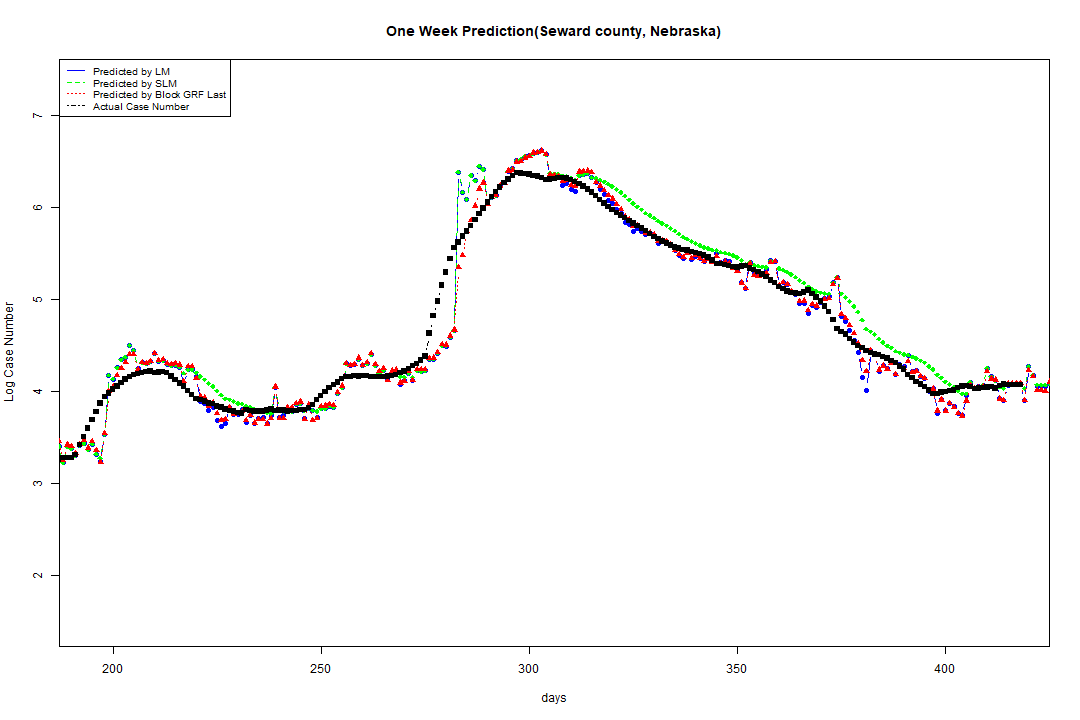 One Week Prediction(Seward county, Nebraska)
Predicted by LM
Predicted by SLM
Predicted by Block GRF Last
Actual Case Number
Log Case Number
7
6
5
4
3
2
200 250 300 350 400
days